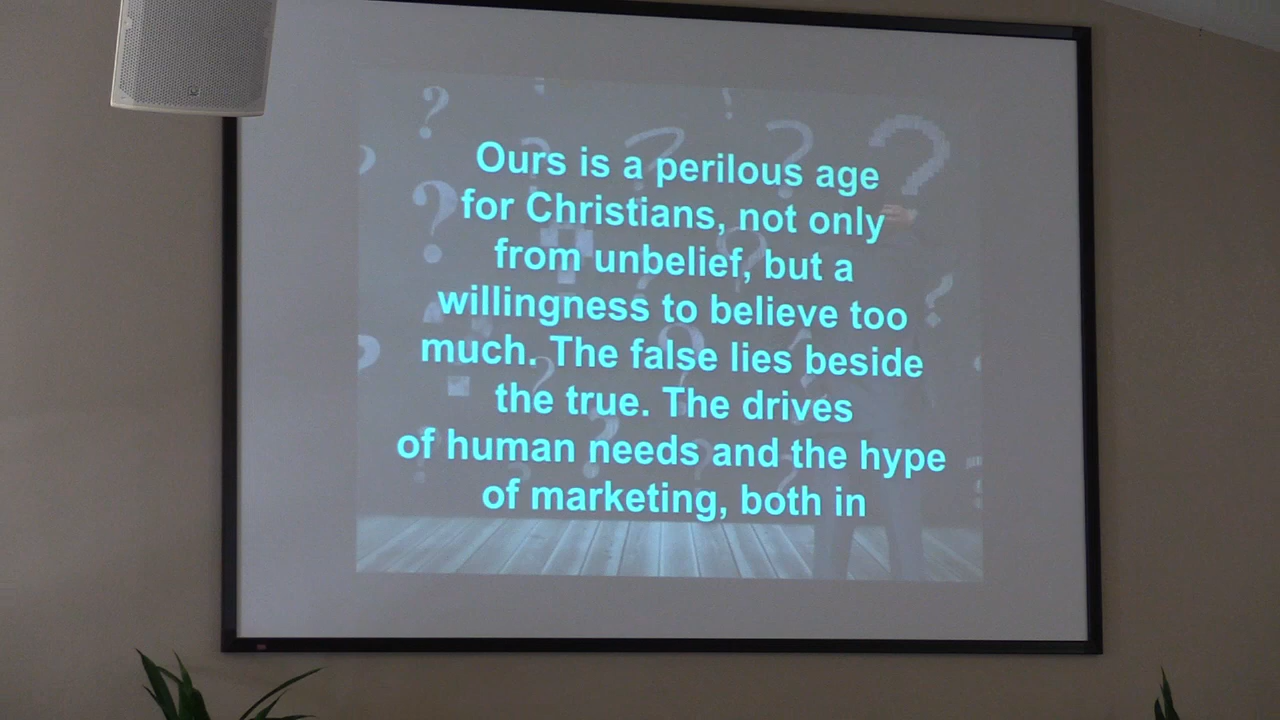 Ours is a perilous age
for Christians, not only
from unbelief, but a
willingness to believe too
much. The false lies beside
the true. The drives
of human needs and the hype
of marketing, both in